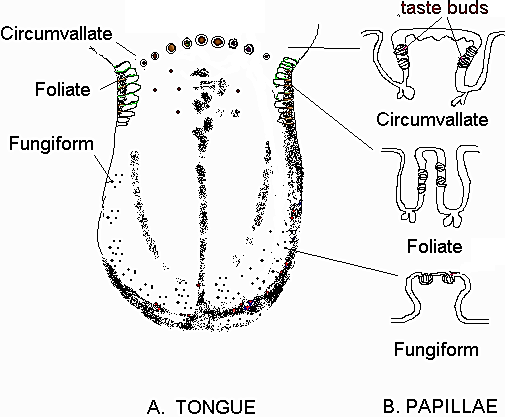 taste buds
Circumvallate
Foliate
Fungiform
Circumvallate
Foliate
Fungiform
A. TONGUE
B. PAPILLAE